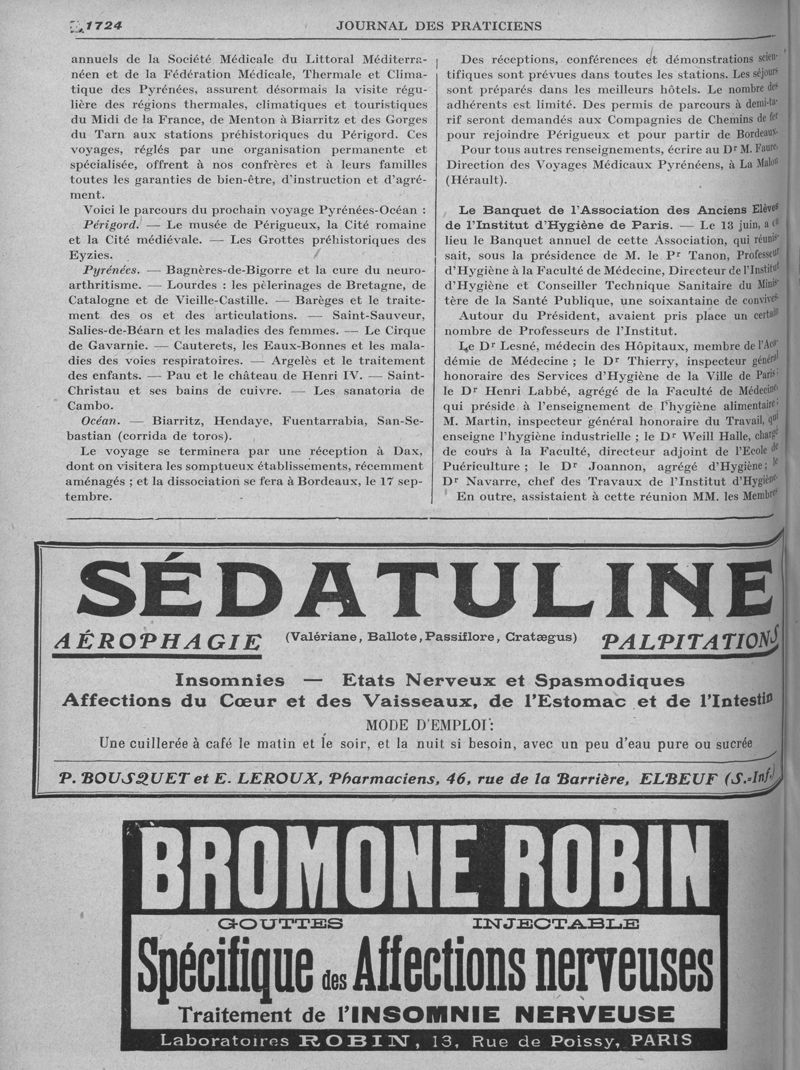 1724
JOURNAL DES PRATICIENS
annuels de la Société Médicale du Littoral Méditerra-
néen et de la Fédération Médicale, Thermale et Clima-
tique des Pyrénées, assurent désormais la visite régu-
lière des régions thermales, climatiques et touristiques
du Midi de la France, de Menton à Biarritz et des Gorges
du Tarn aux stations préhistoriques du Périgord. Ces
voyages, réglés par une organisation permanente et
spécialisée, offrent à nos confrères et à leurs familles
toutes les garanties de bien-être, d'instruction et d'agré-
ment.
Voici le parcours du prochain voyage Pyrénées-Océan :
Périgord. — Le musée de Périgueux, la Cité romaine
et la Cité médiévale. — Les Grottes préhistoriques des
Eyzies.
Pyrénées. — Bagnères-de-Bigorre et la cure du neuro-
arthritisme. — Lourdes : les pèlerinages de Bretagne, de
Catalogne et de Vieille-Castille. — Barèges et le traite-
ment des os et des articulations. — Saint-Sauveur,
Salies-de-Béarn et les maladies des femmes. — Le Cirque
de Gavarnie. — Cauterets, les Eaux-Bonnes et les mala-
dies des voies respiratoires. — Argelès et le traitement
des enfants. — Pau et le château de Henri IV. — Saint-
Christau et ses bains de cuivre. — Les sanatoria de
Cambo.
Océan. — Biarritz, Hendaye, Fuentarrabia, San-Se-
bastian (corrida de toros).
Le voyage se terminera par une réception à Dax,
dont on visitera les somptueux établissements, récemment
aménagés ; et la dissociation se fera à Bordeaux, le 17 sep-
tembre.
Des réceptions, conférences et démonstrations scien-
tifiques sont prévues dans toutes les stations. Les séjours
sont préparés dans les meilleurs hôtels. Le nombre des
adhérents est limité. Des permis de parcours à demi-ta-
rif seront demandés aux Compagnies de Chemins de fer
pour rejoindre Périgueux et pour partir de Bordeaux.
Pour tous autres renseignements, écrire au Dr M. Faure,
Direction des Voyages Médicaux Pyrénéens, à La Malou
(Hérault).
Le Banquet de l'Association des Anciens Elèves
de l'Institut d'Hygiène de Paris. — Le 13 juin, a eu
lieu le Banquet annuel de cette Association, qui réunis-
sait, sous la présidence de M. le Pr Tanon, Professeur
d'Hygiène à la Faculté de Médecine, Directeur de l'Institut
d'Hygiène et Conseiller Technique Sanitaire du Minis-
tère de la Santé Publique, une soixantaine de convives.
Autour du Président, avaient pris place un certain
nombre de Professeurs de l'Institut.
Le Dr Lesné, médecin des Hôpitaux, membre de l'Aca-
démie de Médecine ; le Dr Thierry, inspecteur général
honoraire des Services d'Hygiène de la Ville de Paris ;
le Dr Henri Labbé, agrégé de la Faculté de Médecine,
qui préside à l'enseignement de l'hygiène alimentaire ;
M. Martin, inspecteur général honoraire du Travail, qui
enseigne l'hygiène industrielle ; le Dr Weill Halle, chargé
de cours à la Faculté, directeur adjoint de l'Ecole de
Puériculture ; le Dr Joannon, agrégé d'Hygiène ; le
Dr Navarre, chef des Travaux de l'Institut d'Hygiène.
En outre, assistaient à cette réunion MM. les Membres
SÉDATULINE
AÉROPHAGIE (Valériane, Ballote, Passiflore, Cratægus) PALPITATIONS
Insomnies — Etats Nerveux et Spasmodiques
Affections du Cœur et des Vaisseaux, de l'Estomac et de l'Intestin
MODE D'EMPLOI :
Une cuillerée à café le matin et le soir, et la nuit si besoin, avec un peu d'eau pure ou sucrée
P. BOUSQUET et E. LEROUX, Pharmaciens, 46, rue de la Barrière, ELBEUF (S.-Inf.)
BROMONE ROBIN
GOUTTES INJECTABLE
Spécifique des Affections nerveuses
Traitement de l'INSOMNIE NERVEUSE
Laboratoires ROBIN, 13, Rue de Poissy, PARIS